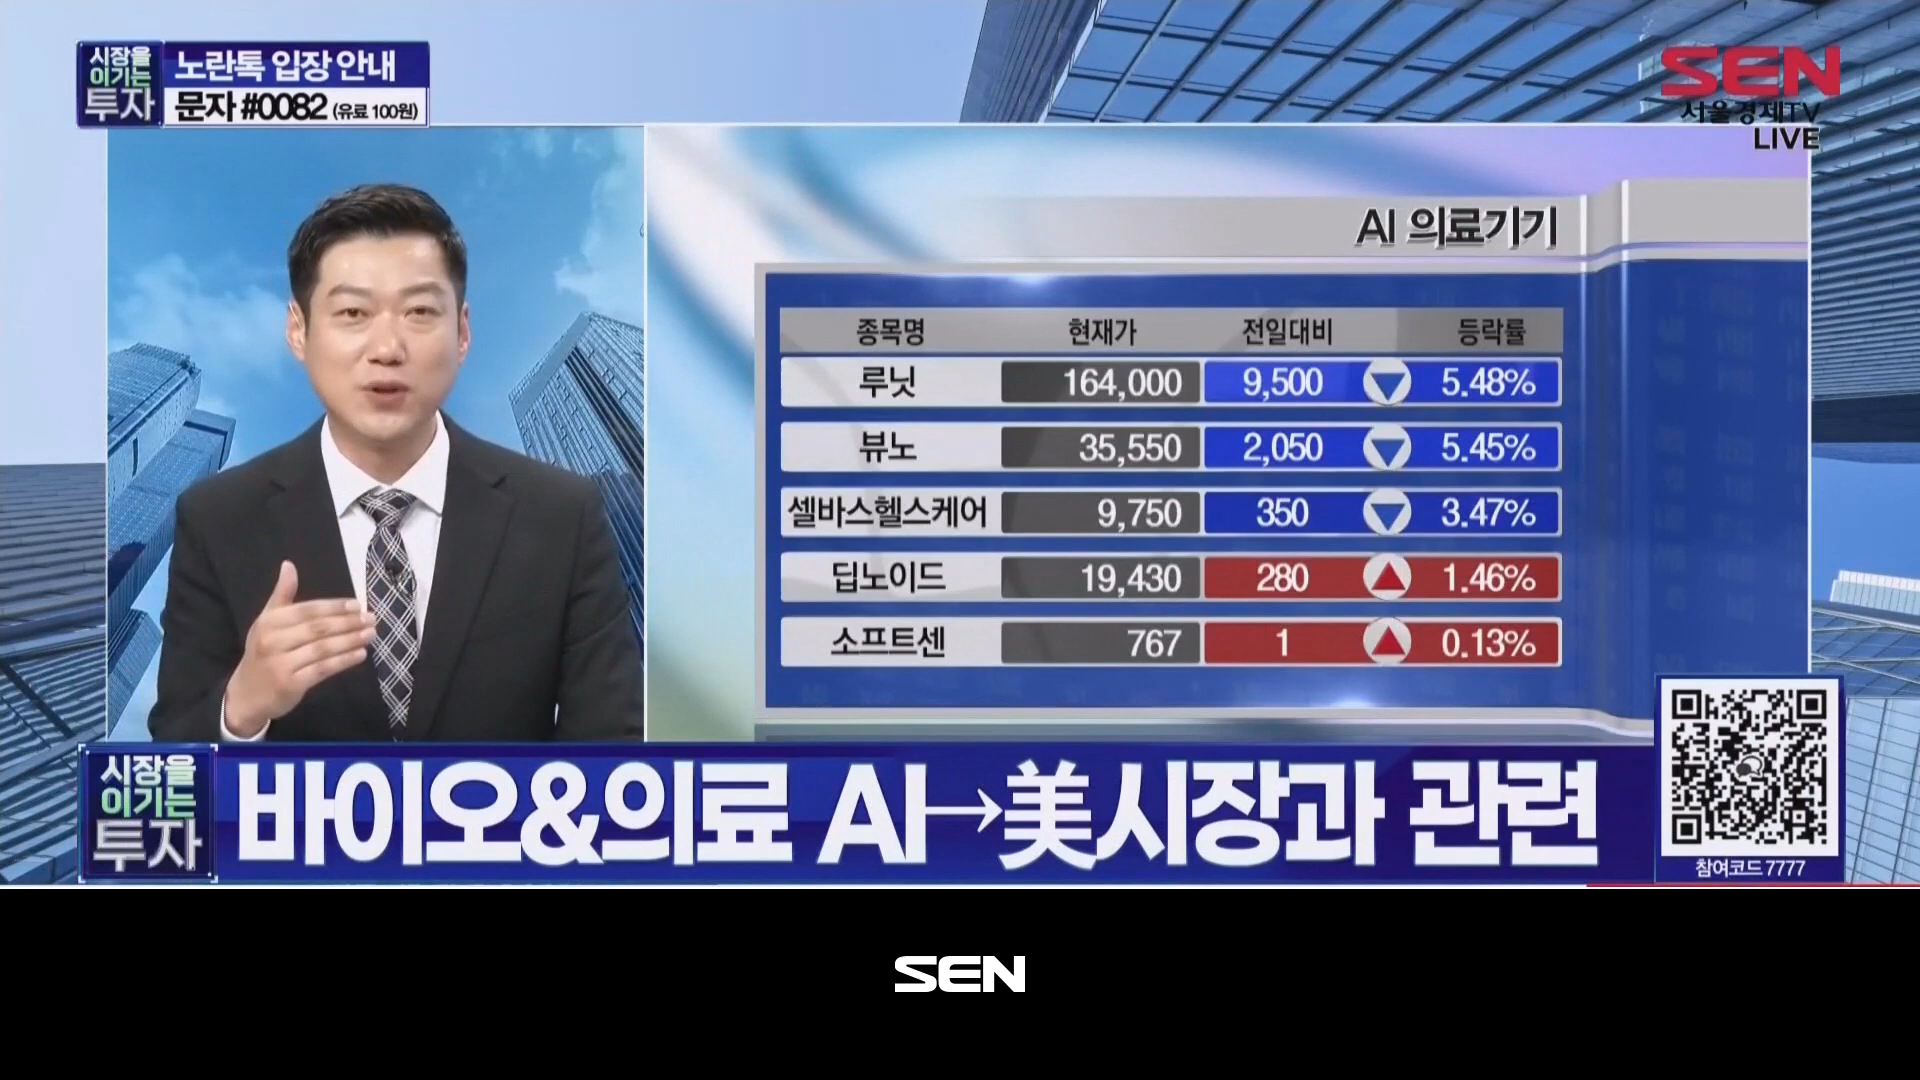 시장을
이기는
투자
노란톡 입장 안내
문자 #0082 (유료 100원)
SEN
서울경제TV
LIVE
AI 의료기기
종목명 현재가 전일대비 등락률
루닛 164,000 9,500 ▼ 5.48%
뷰노 35,550 2,050 ▼ 5.45%
셀바스헬스케어 9,750 350 ▼ 3.47%
딥노이드 19,430 280 ▲ 1.46%
소프트센 767 1 ▲ 0.13%
시장을
이기는
투자
바이오&의료 AI→美시장과 관련
참여코드 7777
SEN